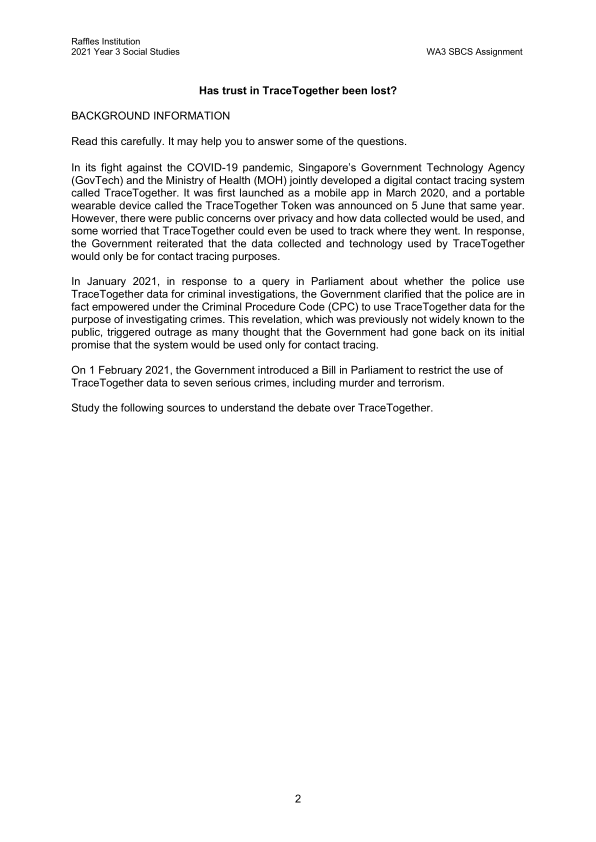 Raffles Institution
2021 Year 3 Social Studies
WA3 SBCS Assignment
Has trust in TraceTogether been lost?
BACKGROUND INFORMATION
Read this carefully. It may help you to answer some of the questions.
In its fight against the COVID-19 pandemic, Singapore's Government Technology Agency
(GovTech) and the Ministry of Health (MOH) jointly developed a digital contact tracing system
called TraceTogether. It was first launched as a mobile app in March 2020, and a portable
wearable device called the TraceTogether Token was announced on 5 June that same year.
However, there were public concerns over privacy and how data collected would be used, and
some worried that TraceTogether could even be used to track where they went. In response,
the Government reiterated that the data collected and technology used by TraceTogether
would only be for contact tracing purposes.
In January 2021, in response to a query in Parliament about whether the police use
TraceTogether data for criminal investigations, the Government clarified that the police are in
fact empowered under the Criminal Procedure Code (CPC) to use TraceTogether data for the
purpose of investigating crimes. This revelation, which was previously not widely known to the
public, triggered outrage as many thought that the Government had gone back on its initial
promise that the system would be used only for contact tracing.
On 1 February 2021, the Government introduced a Bill in Parliament to restrict the use of
TraceTogether data to seven serious crimes, including murder and terrorism.
Study the following sources to understand the debate over TraceTogether.
2